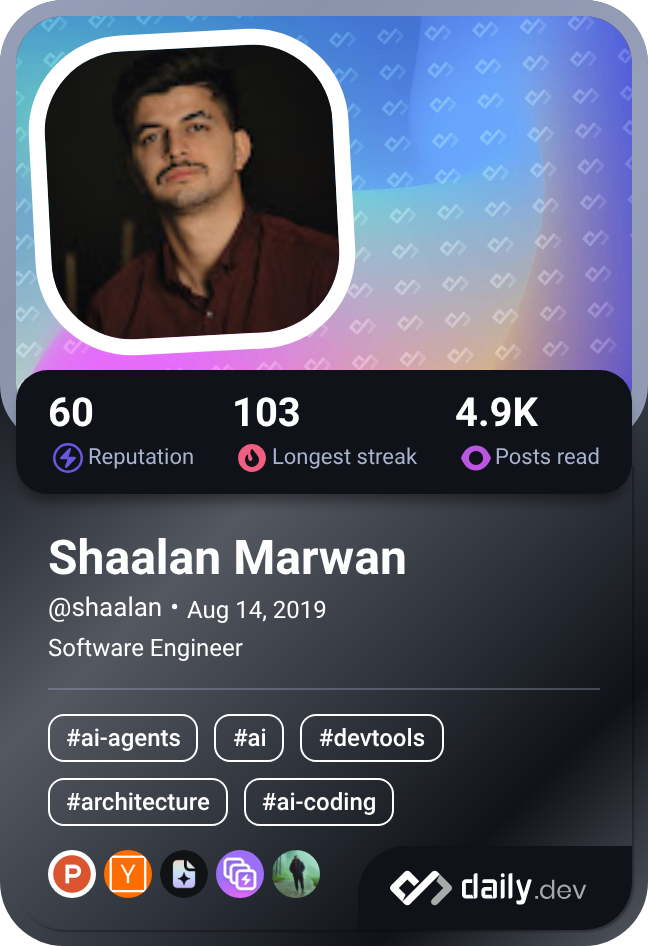 60 103 4.9K
Reputation Longest streak Posts read
Shaalan Marwan
@shaalan • Aug 14, 2019
Software Engineer
#ai-agents #ai #devtools
#architecture #ai-coding
P Y daily.dev